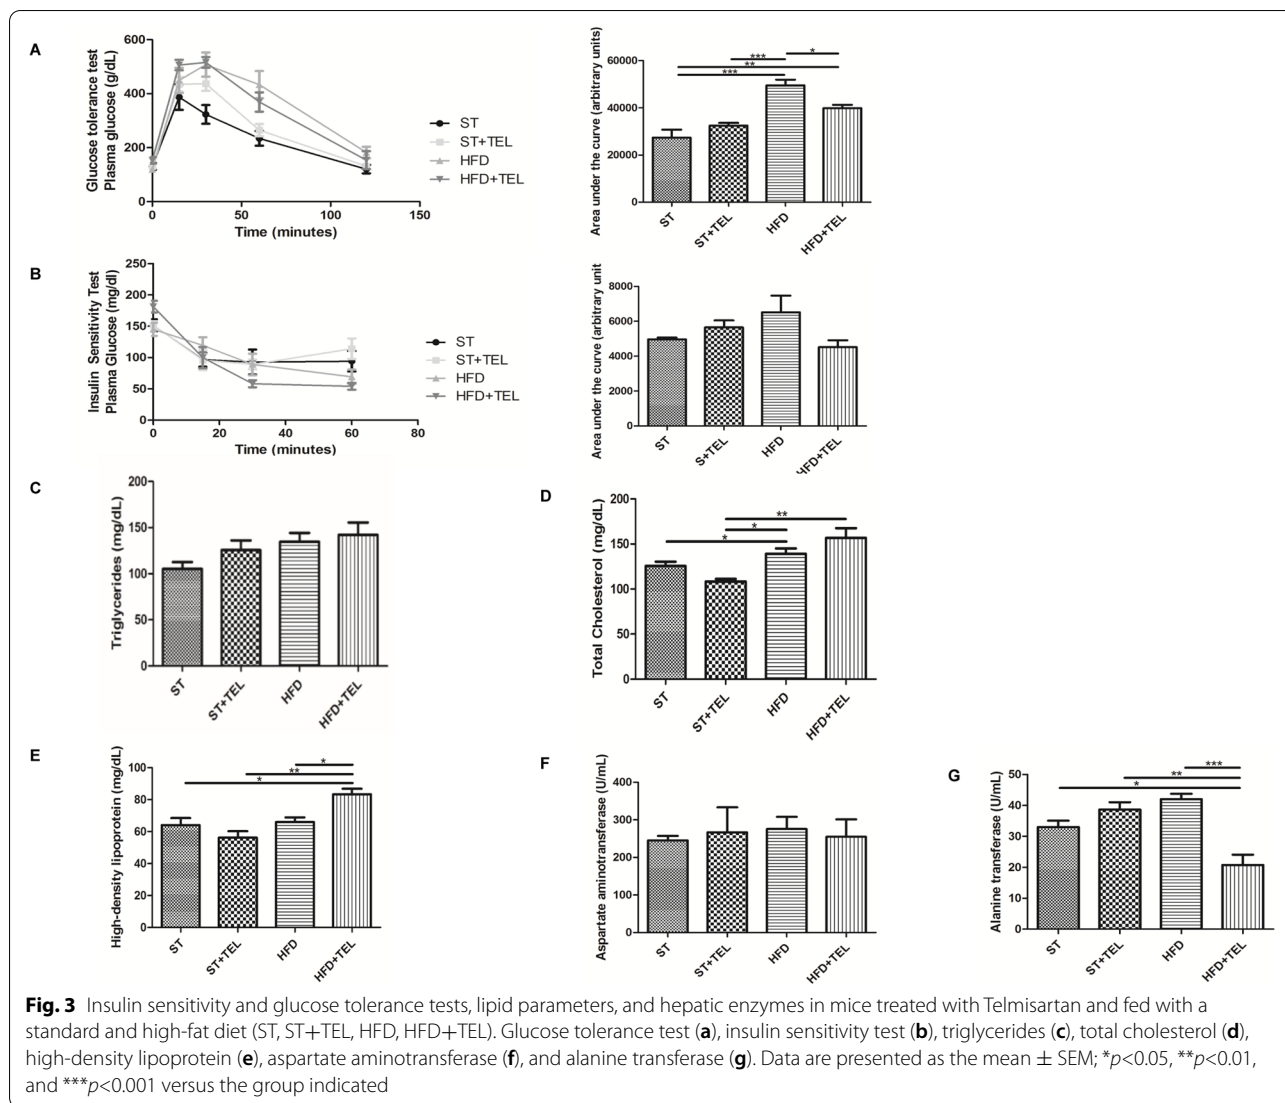 A
Glucose tolerance test
Plasma glucose (g/dL)
600
400
200
0
0
50
100
150
Time (minutes)
ST
ST+TEL
HFD
HFD+TEL
Area under the curve (arbitrary units)
60000
40000
20000
0
***
*
**
***
ST
ST+TEL
HFD
HFD+TEL
B
Insulin Sensitivity Test
Plasma Glucose (mg/dl)
250
200
150
100
50
0
0
20
40
60
80
Time (minutes)
ST
ST+TEL
HFD
HFD+TEL
Area under the curve (arbitrary unit
8000
6000
4000
2000
0
ST
S+TEL
HFD
HFD+TEL
C
Triglycerides (mg/dL)
200
150
100
50
0
ST
ST+TEL
HFD
HFD+TEL
D
Total Cholesterol (mg/dL)
200
150
100
50
0
**
*
*
ST
ST+TEL
HFD
HFD+TEL
E
High-density lipoprotein (mg/dL)
100
80
60
40
20
0
*
**
*
ST
ST+TEL
HFD
HFD+TEL
F
Aspartate aminotransferase (U/mL)
400
300
200
100
0
ST
ST+TEL
HFD
HFD+TEL
G
Alanine transferase (U/mL)
50
40
30
20
10
0
***
**
*
ST
ST+TEL
HFD
HFD+TEL
Fig. 3 Insulin sensitivity and glucose tolerance tests, lipid parameters, and hepatic enzymes in mice treated with Telmisartan and fed with a
standard and high-fat diet (ST, ST+TEL, HFD, HFD+TEL). Glucose tolerance test (a), insulin sensitivity test (b), triglycerides (c), total cholesterol (d),
high-density lipoprotein (e), aspartate aminotransferase (f), and alanine transferase (g). Data are presented as the mean ± SEM; *p<0.05, **p<0.01,
and ***p<0.001 versus the group indicated